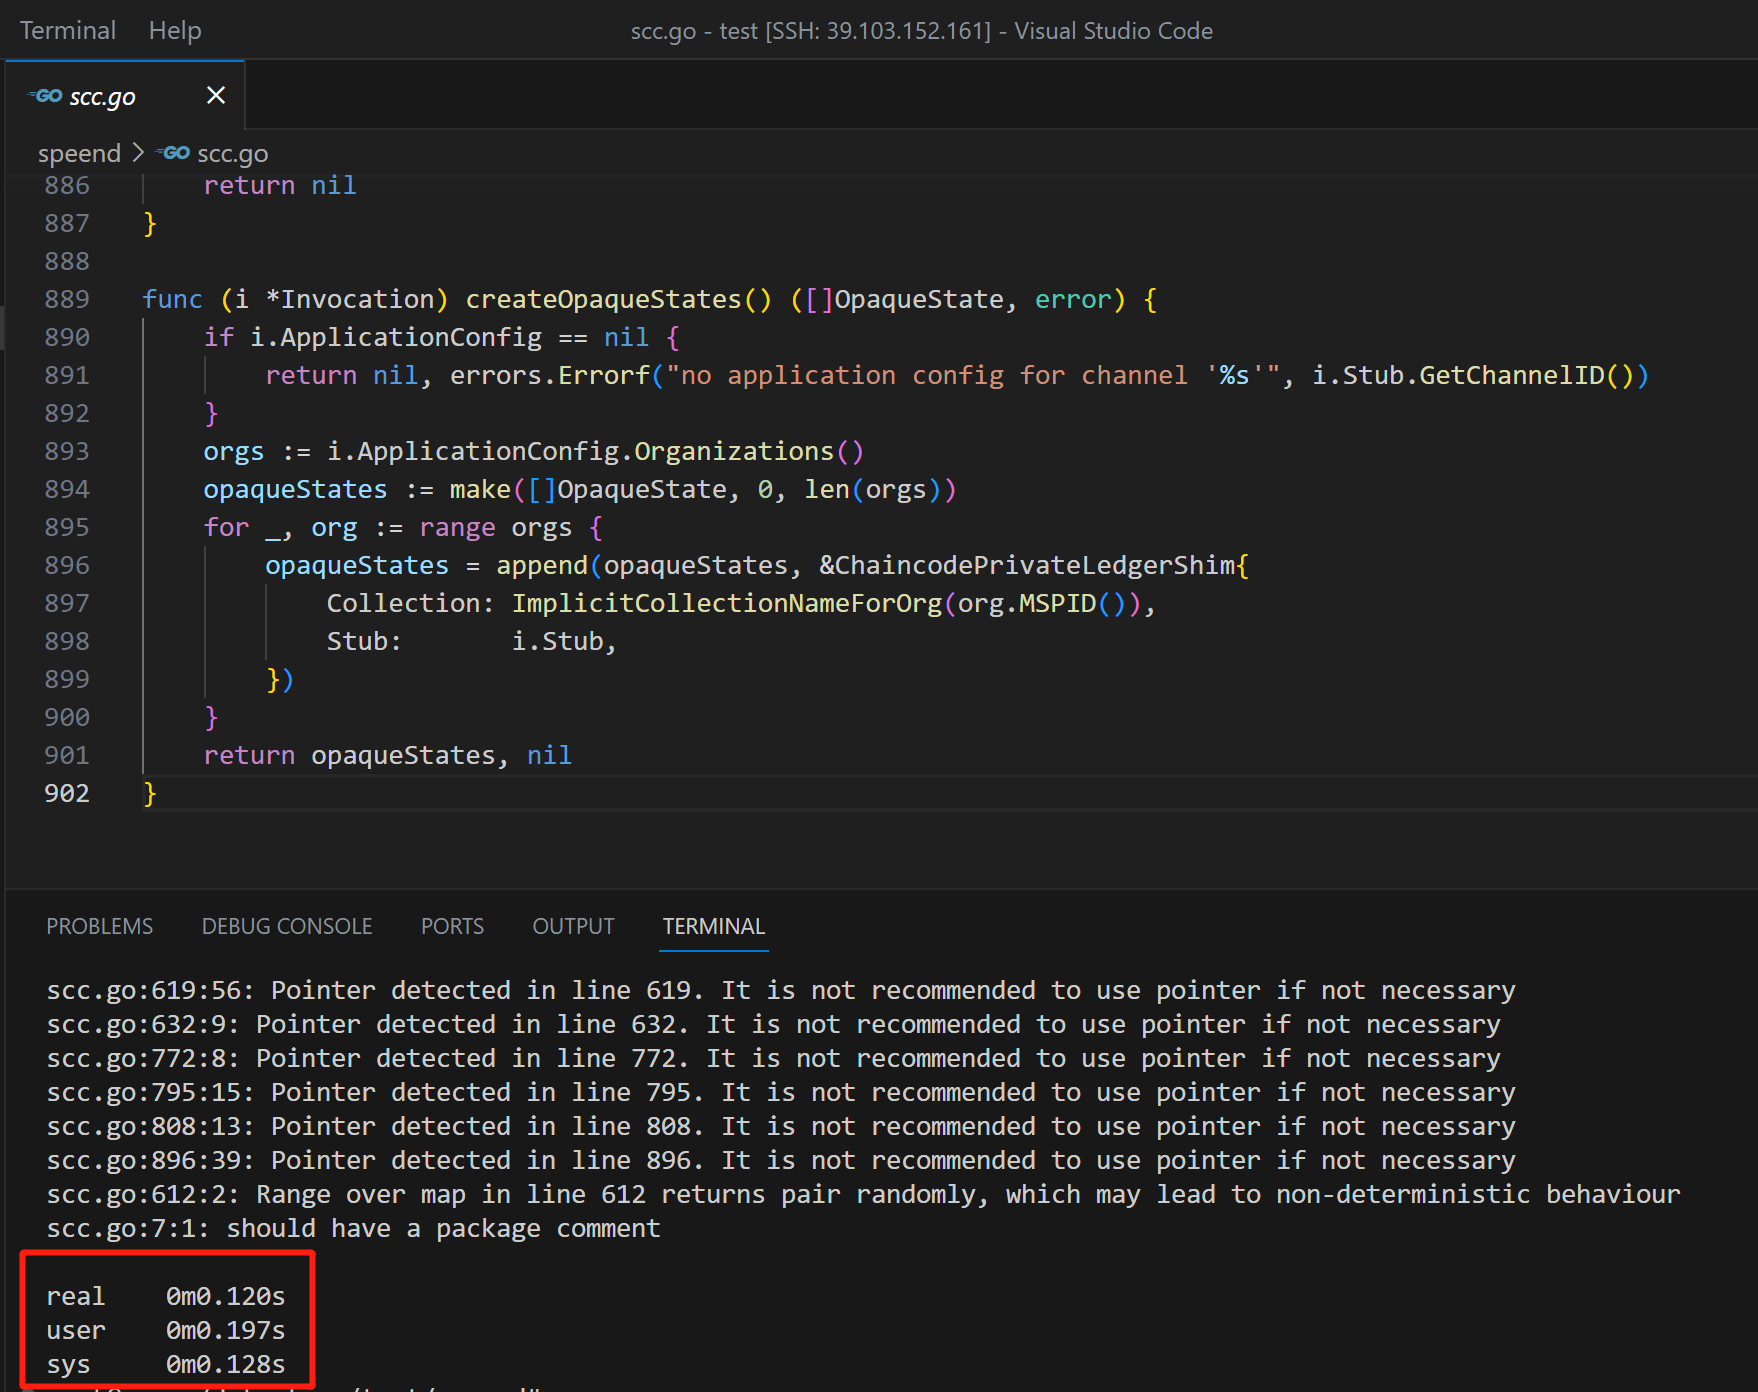 Terminal Help scc.go - test [SSH: 39.103.152.161] - Visual Studio Code
GO scc.go ×
speend > GO scc.go
886 return nil
887 }
888
889 func (i *Invocation) createOpaqueStates() ([]OpaqueState, error) {
890 if i.ApplicationConfig == nil {
891 return nil, errors.Errorf("no application config for channel '%s'", i.Stub.GetChannelID())
892 }
893 orgs := i.ApplicationConfig.Organizations()
894 opaqueStates := make([]OpaqueState, 0, len(orgs))
895 for _, org := range orgs {
896 opaqueStates = append(opaqueStates, &ChaincodePrivateLedgerShim{
897 Collection: ImplicitCollectionNameForOrg(org.MSPID()),
898 Stub: i.Stub,
899 })
900 }
901 return opaqueStates, nil
902 }
PROBLEMS DEBUG CONSOLE PORTS OUTPUT TERMINAL
scc.go:619:56: Pointer detected in line 619. It is not recommended to use pointer if not necessary
scc.go:632:9: Pointer detected in line 632. It is not recommended to use pointer if not necessary
scc.go:772:8: Pointer detected in line 772. It is not recommended to use pointer if not necessary
scc.go:795:15: Pointer detected in line 795. It is not recommended to use pointer if not necessary
scc.go:808:13: Pointer detected in line 808. It is not recommended to use pointer if not necessary
scc.go:896:39: Pointer detected in line 896. It is not recommended to use pointer if not necessary
scc.go:612:2: Range over map in line 612 returns pair randomly, which may lead to non-deterministic behaviour
scc.go:7:1: should have a package comment
real 0m0.120s
user 0m0.197s
sys 0m0.128s